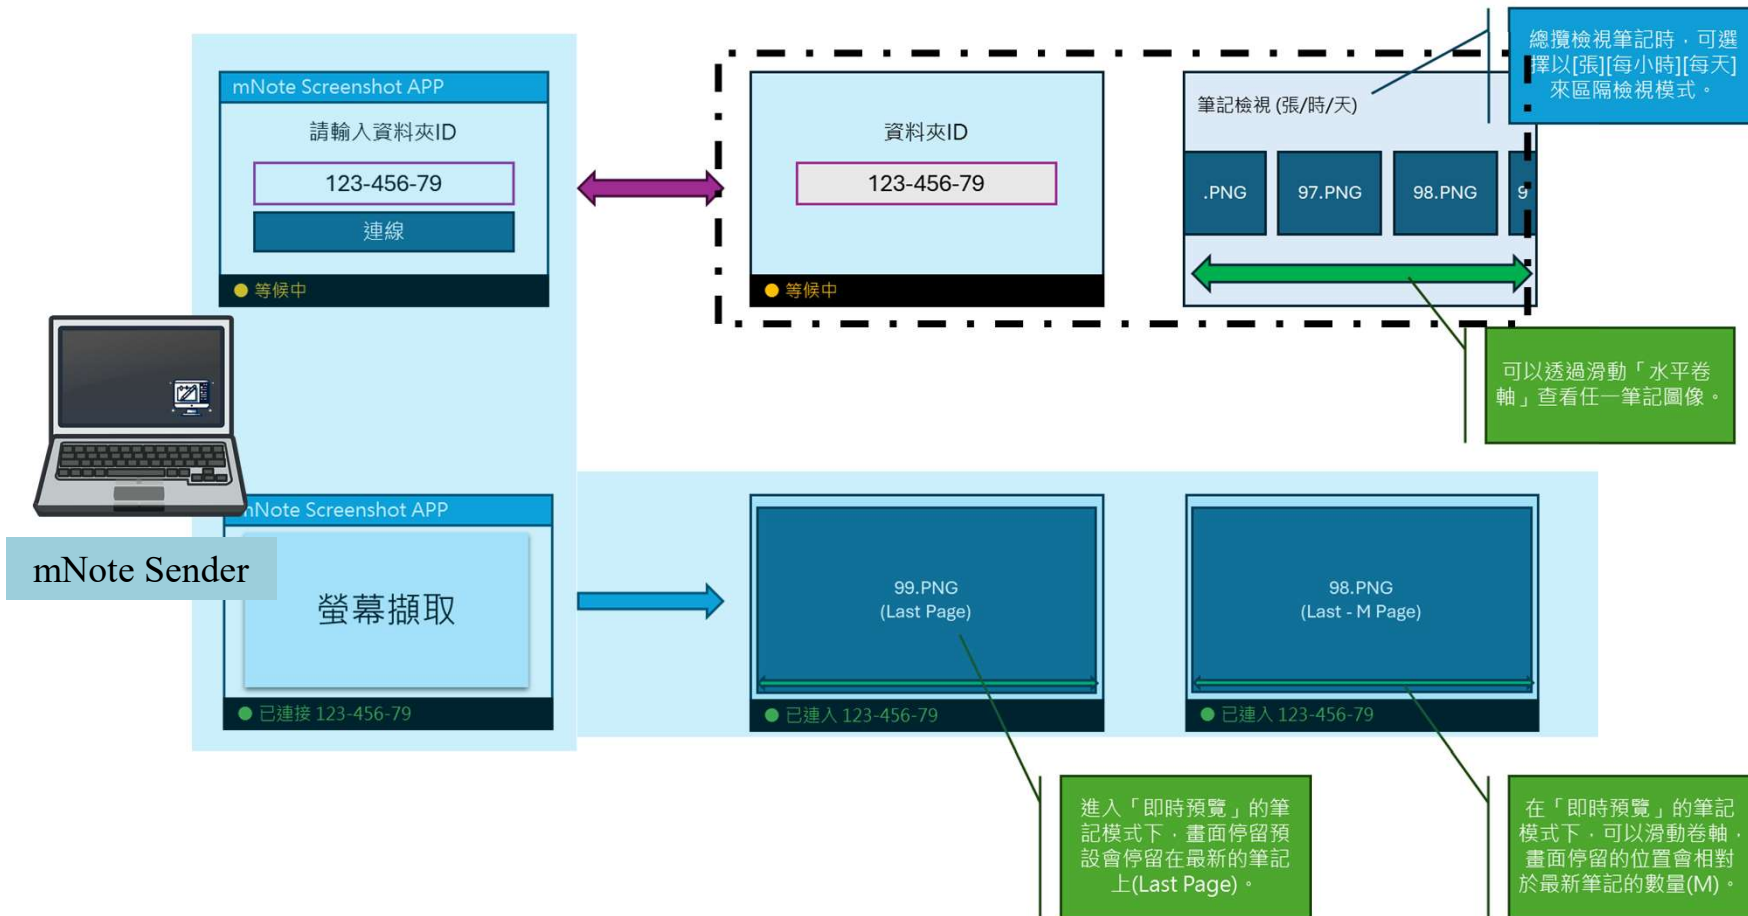 總攬檢視筆記時，可選
擇以[張][每小時][每天]
來區隔檢視模式。
mNote Screenshot APP
請輸入資料夾ID
123-456-79
連線
等候中
資料夾ID
123-456-79
等候中
筆記檢視 (張/時/天)
.PNG
97.PNG
98.PNG
9
可以透過滑動「水平卷
軸」查看任一筆記圖像。
mNote Sender
mNote Screenshot APP
螢幕擷取
已連接 123-456-79
99.PNG
(Last Page)
已連入 123-456-79
98.PNG
(Last - M Page)
已連入 123-456-79
進入「即時預覽」的筆
記模式下，畫面停留預
設會停留在最新的筆記
上(Last Page)。
在「即時預覽」的筆記
模式下，可以滑動卷軸，
畫面停留的位置會相對
於最新筆記的數量(M)。